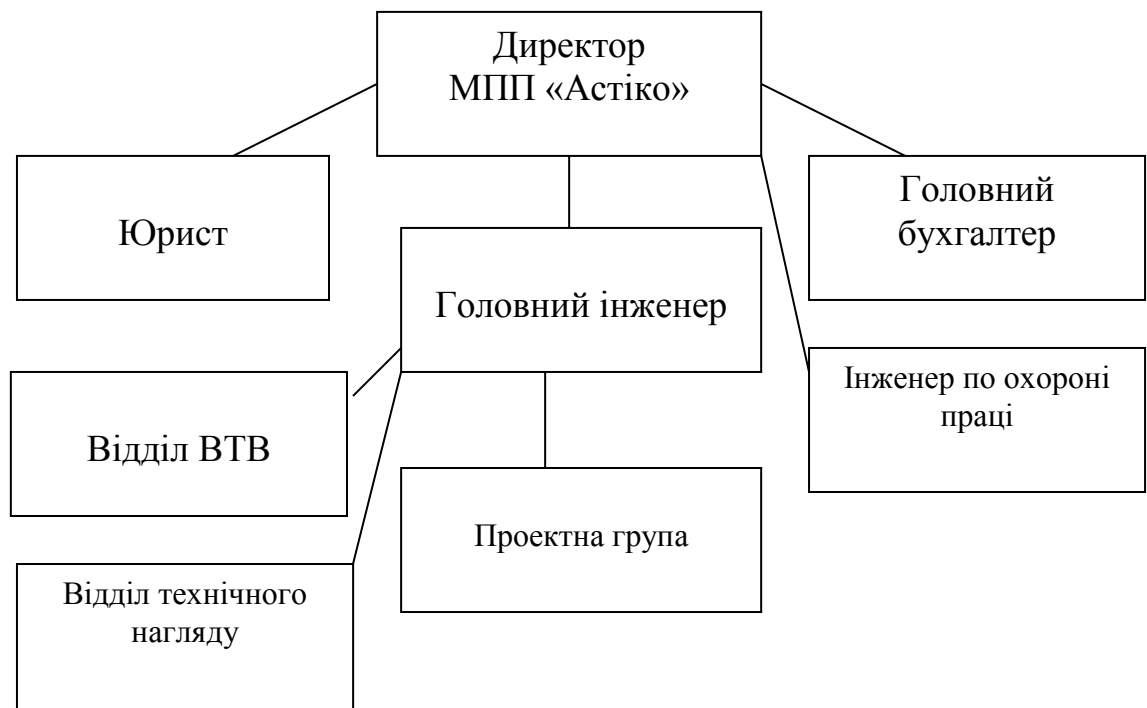 Директор
МПП «Астіко»
Юрист
Головний
бухгалтер
Головний інженер
Інженер по охороні
праці
Відділ ВТВ
Проектна група
Відділ технічного
нагляду